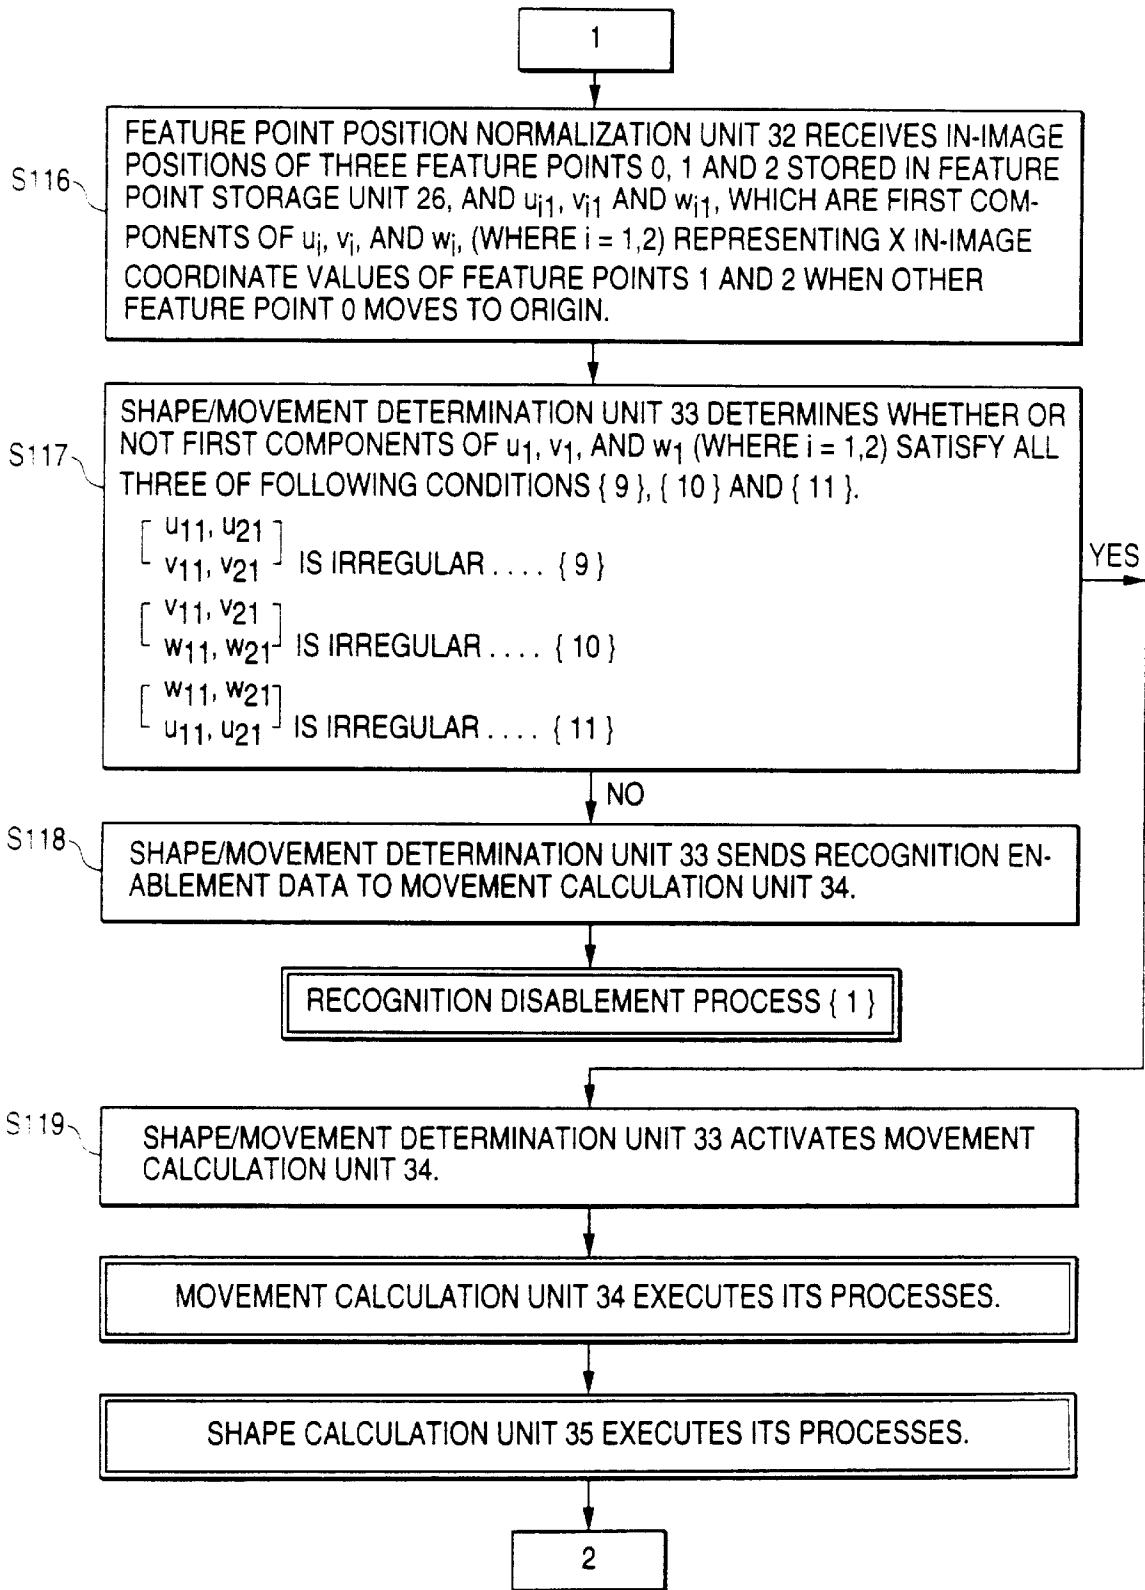 1
S116
FEATURE POINT POSITION NORMALIZATION UNIT 32 RECEIVES IN-IMAGE
POSITIONS OF THREE FEATURE POINTS 0, 1 AND 2 STORED IN FEATURE
POINT STORAGE UNIT 26, AND ui1, vi1 AND wi1, WHICH ARE FIRST COM-
PONENTS OF ui, vi, AND wi, (WHERE i = 1,2) REPRESENTING X IN-IMAGE
COORDINATE VALUES OF FEATURE POINTS 1 AND 2 WHEN OTHER
FEATURE POINT 0 MOVES TO ORIGIN.
S117
SHAPE/MOVEMENT DETERMINATION UNIT 33 DETERMINES WHETHER OR
NOT FIRST COMPONENTS OF u1, v1, AND w1 (WHERE i = 1,2) SATISFY ALL
THREE OF FOLLOWING CONDITIONS { 9 }, { 10 } AND { 11 }.
u11, u21
v11, v21 IS IRREGULAR .... { 9 }
v11, v21
w11, w21 IS IRREGULAR .... { 10 }
w11, w21
u11, u21 IS IRREGULAR .... { 11 }
YES
NO
S118
SHAPE/MOVEMENT DETERMINATION UNIT 33 SENDS RECOGNITION EN-
ABLEMENT DATA TO MOVEMENT CALCULATION UNIT 34.
RECOGNITION DISABLEMENT PROCESS { 1 }
S119
SHAPE/MOVEMENT DETERMINATION UNIT 33 ACTIVATES MOVEMENT
CALCULATION UNIT 34.
MOVEMENT CALCULATION UNIT 34 EXECUTES ITS PROCESSES.
SHAPE CALCULATION UNIT 35 EXECUTES ITS PROCESSES.
2